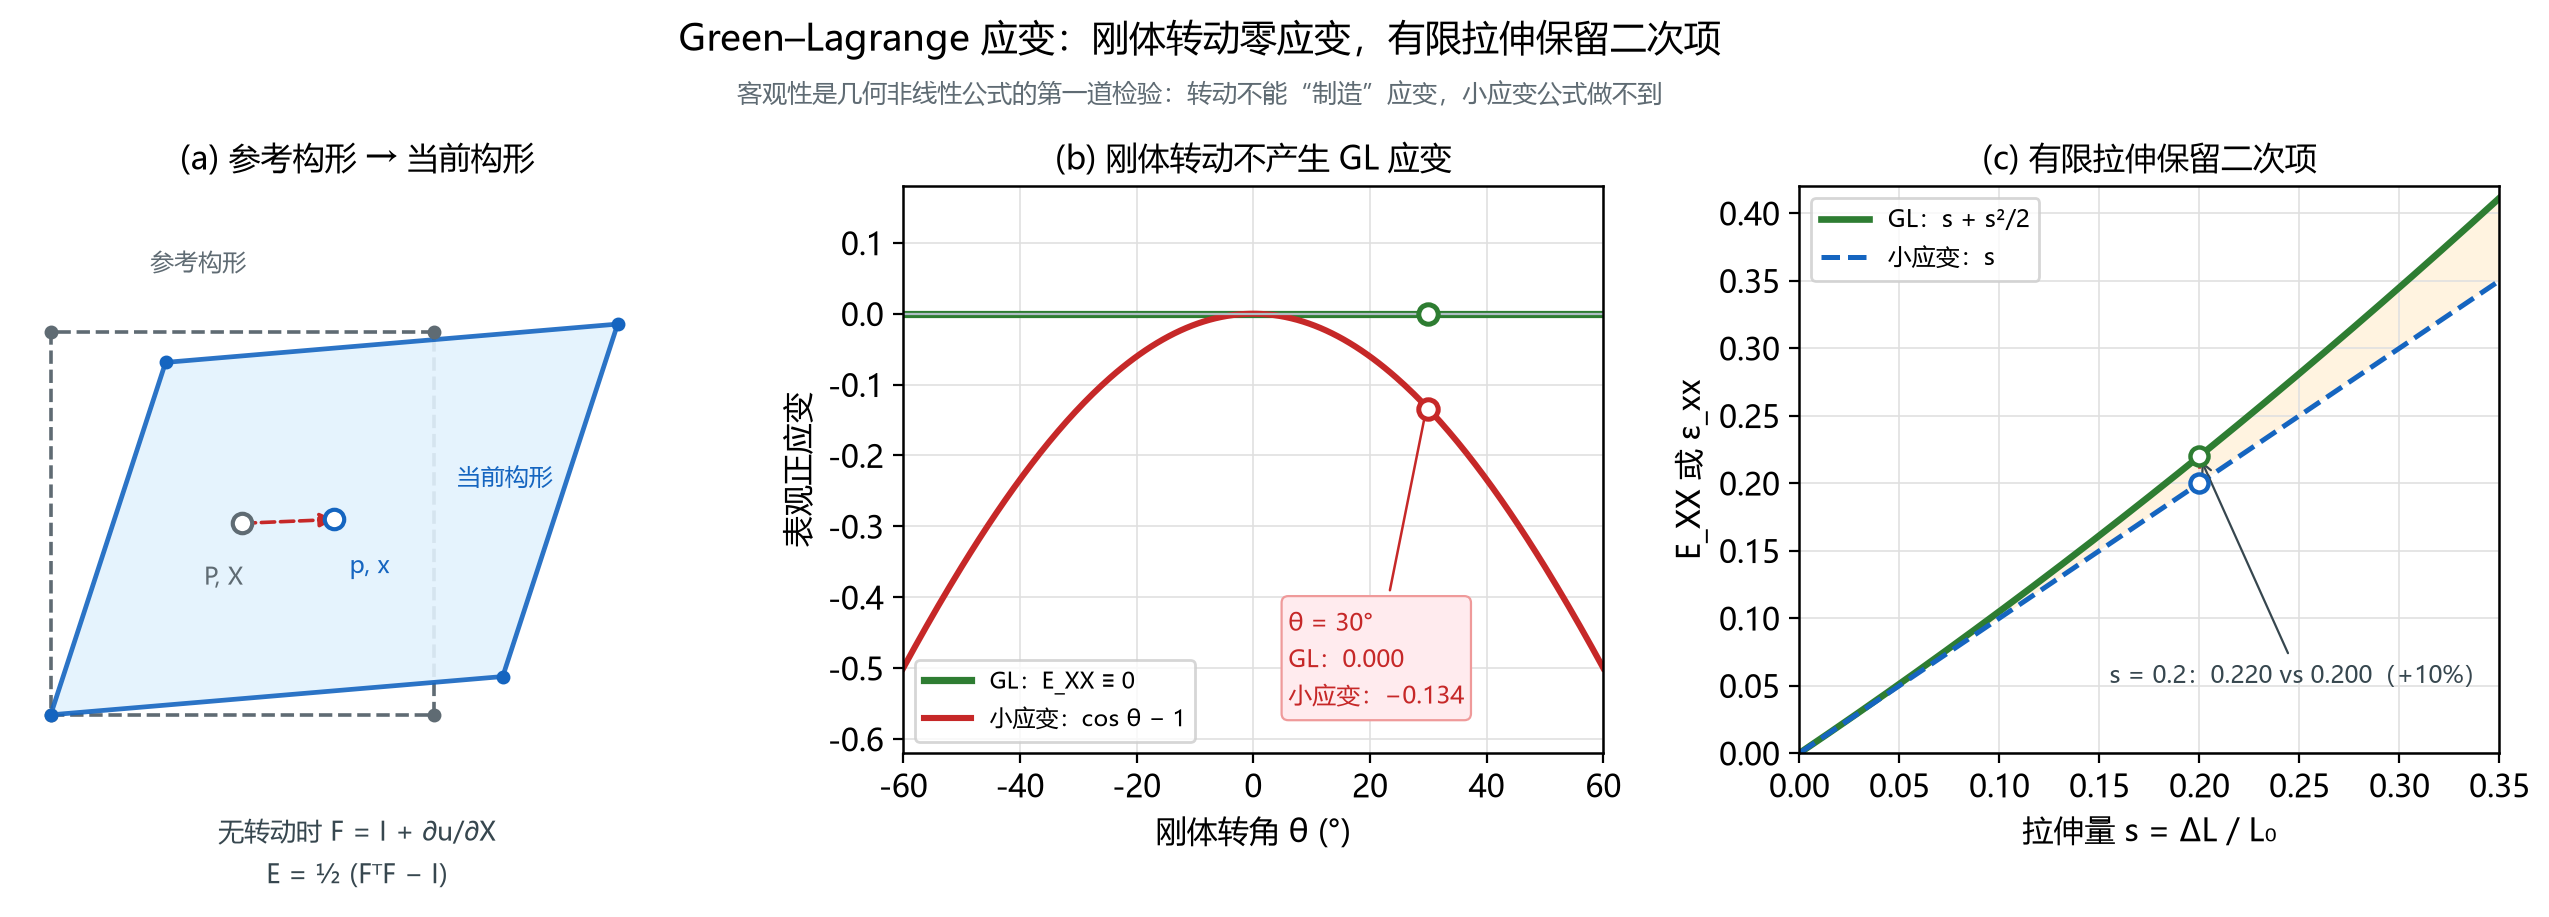 Green–Lagrange 应变：刚体转动零应变，有限拉伸保留二次项
客观性是几何非线性公式的第一道检验：转动不能“制造”应变，小应变公式做不到
(a) 参考构形 → 当前构形
参考构形
当前构形
P, X
p, x
无转动时 F = I + ∂u/∂X
E = ½ (FᵀF − I)
(b) 刚体转动不产生 GL 应变
表观正应变
0.1
0.0
-0.1
-0.2
-0.3
-0.4
-0.5
-0.6
θ = 30°
GL：0.000
小应变：−0.134
GL：E_XX ≡ 0
小应变：cos θ − 1
-60 -40 -20 0 20 40 60
刚体转角 θ (°)
(c) 有限拉伸保留二次项
E_XX 或 ε_xx
GL：s + s²/2
小应变：s
0.40
0.35
0.30
0.25
0.20
0.15
0.10
0.05
0.00
s = 0.2：0.220 vs 0.200（+10%）
0.00 0.05 0.10 0.15 0.20 0.25 0.30 0.35
拉伸量 s = ΔL / L₀